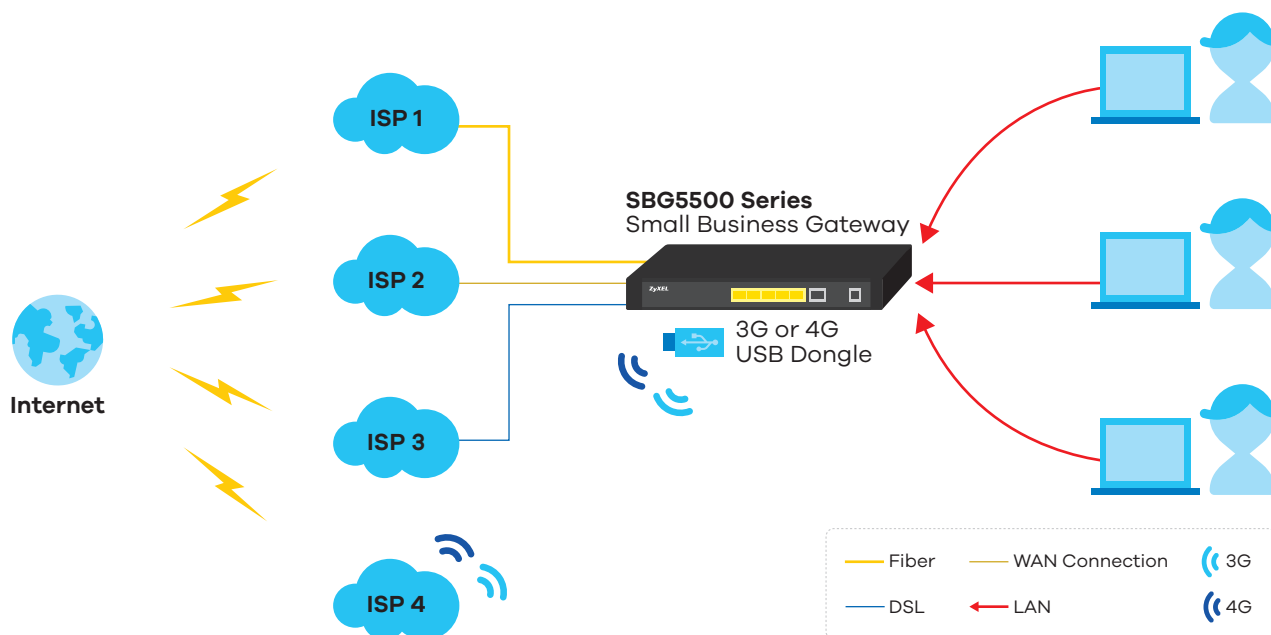 ISP 1
SBG5500 Series
Small Business Gateway
ISP 2
ZyXEL
3G or 4G
USB Dongle
Internet
ISP 3
ISP 4
Fiber
WAN Connection
3G
DSL
LAN
4G